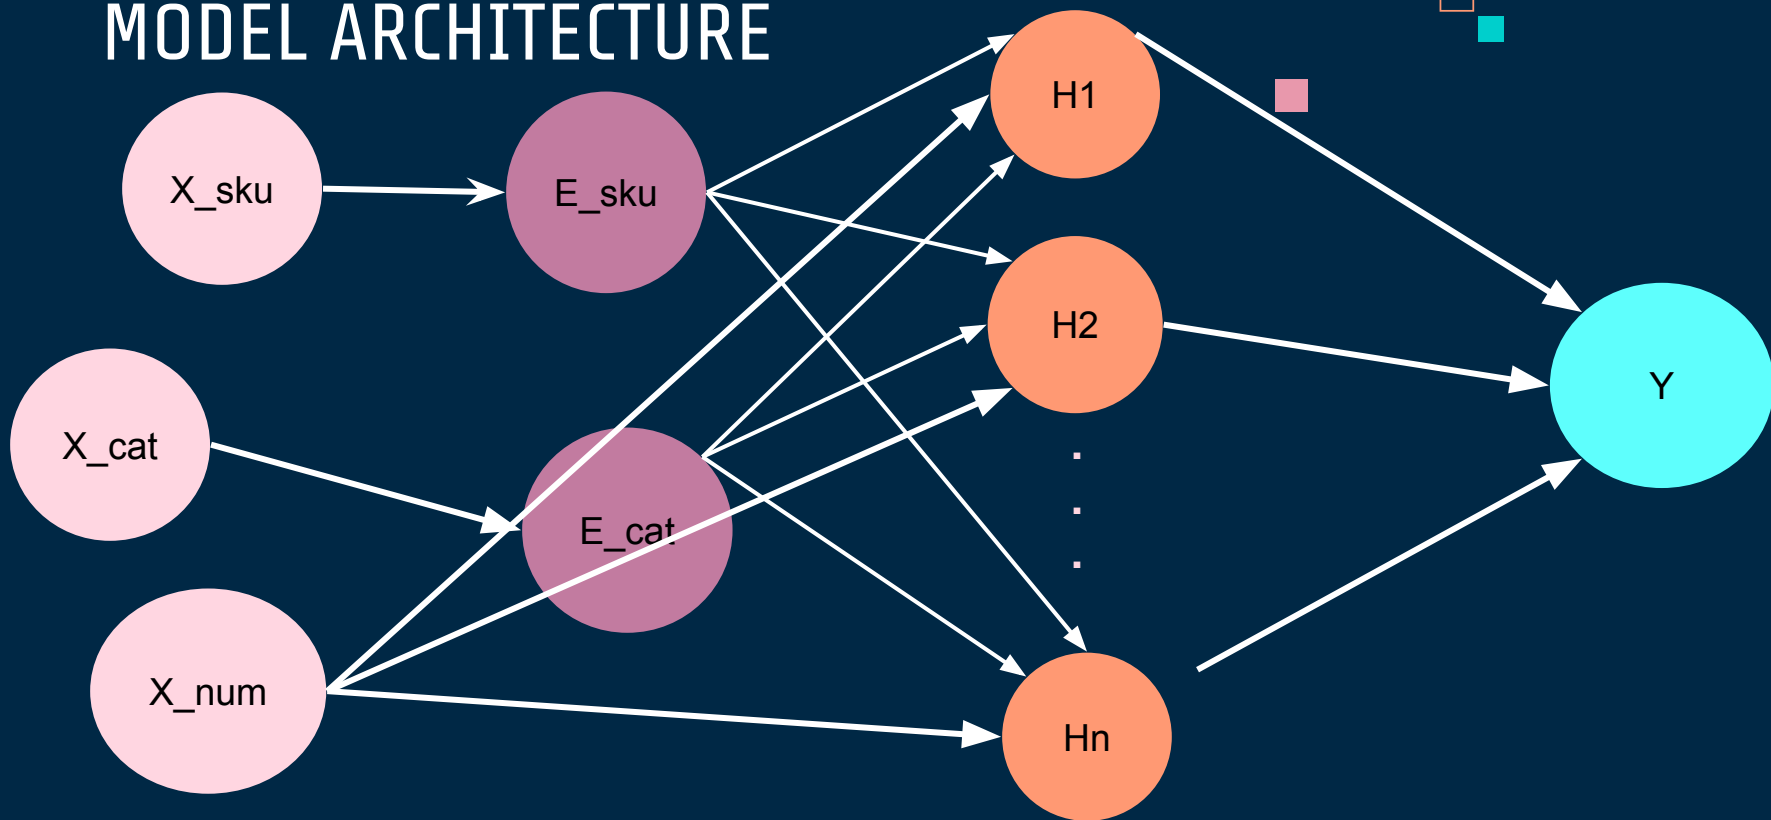 MODEL ARCHITECTURE
X_sku
E_sku
H1
H2
X_cat
E_cat
Y
.
.
.
X_num
Hn